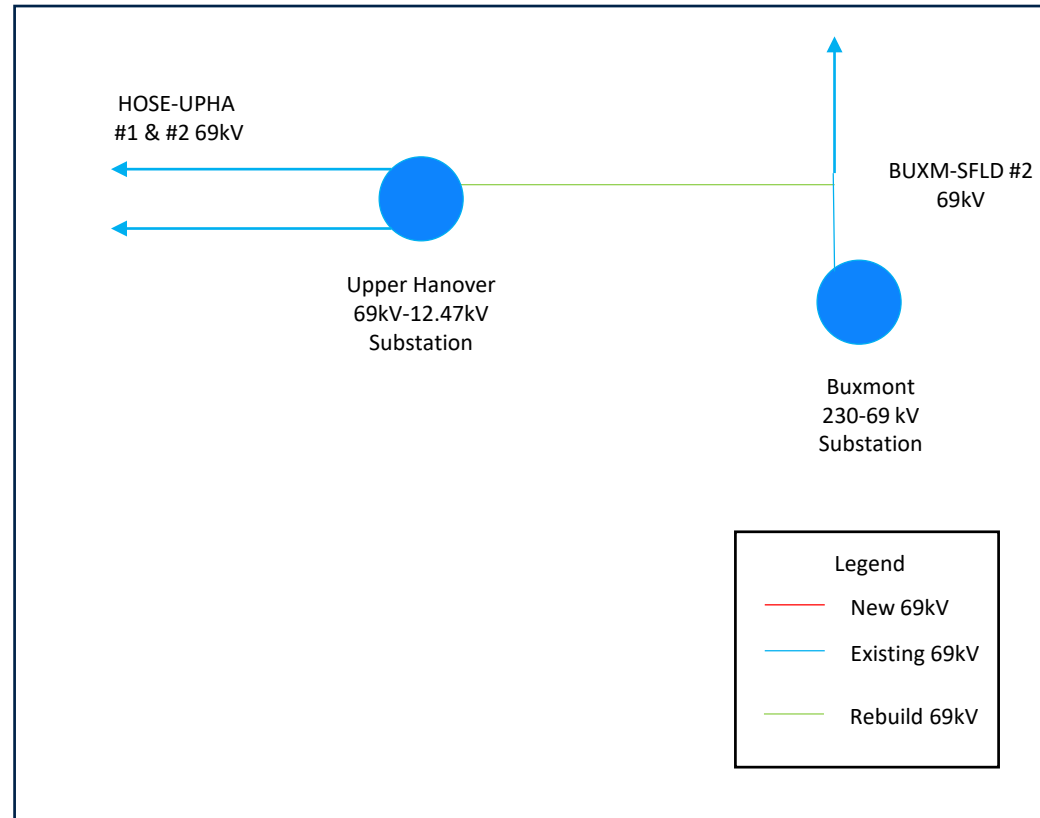 HOSE-UPHA
#1 & #2 69kV
BUXM-SFLD #2
69kV
Upper Hanover
69kV-12.47kV
Substation
Buxmont
230-69 kV
Substation
Legend
New 69kV
Existing 69kV
Rebuild 69kV